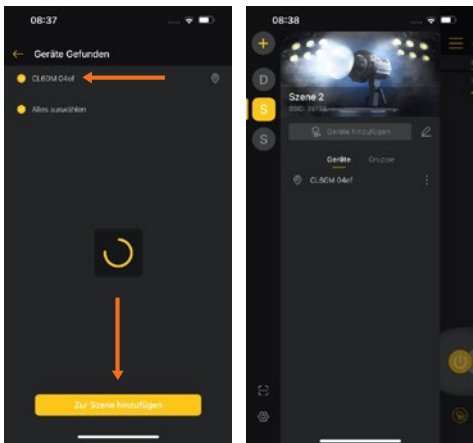 08:37
Geräte Gefunden
CL60M 04ef
Alles auswählen
Zur Szene hinzufügen
08:38
D
Szene 2
S
Geräte hinzufügen
S
Geräte Gruppe
CL60M 04ef